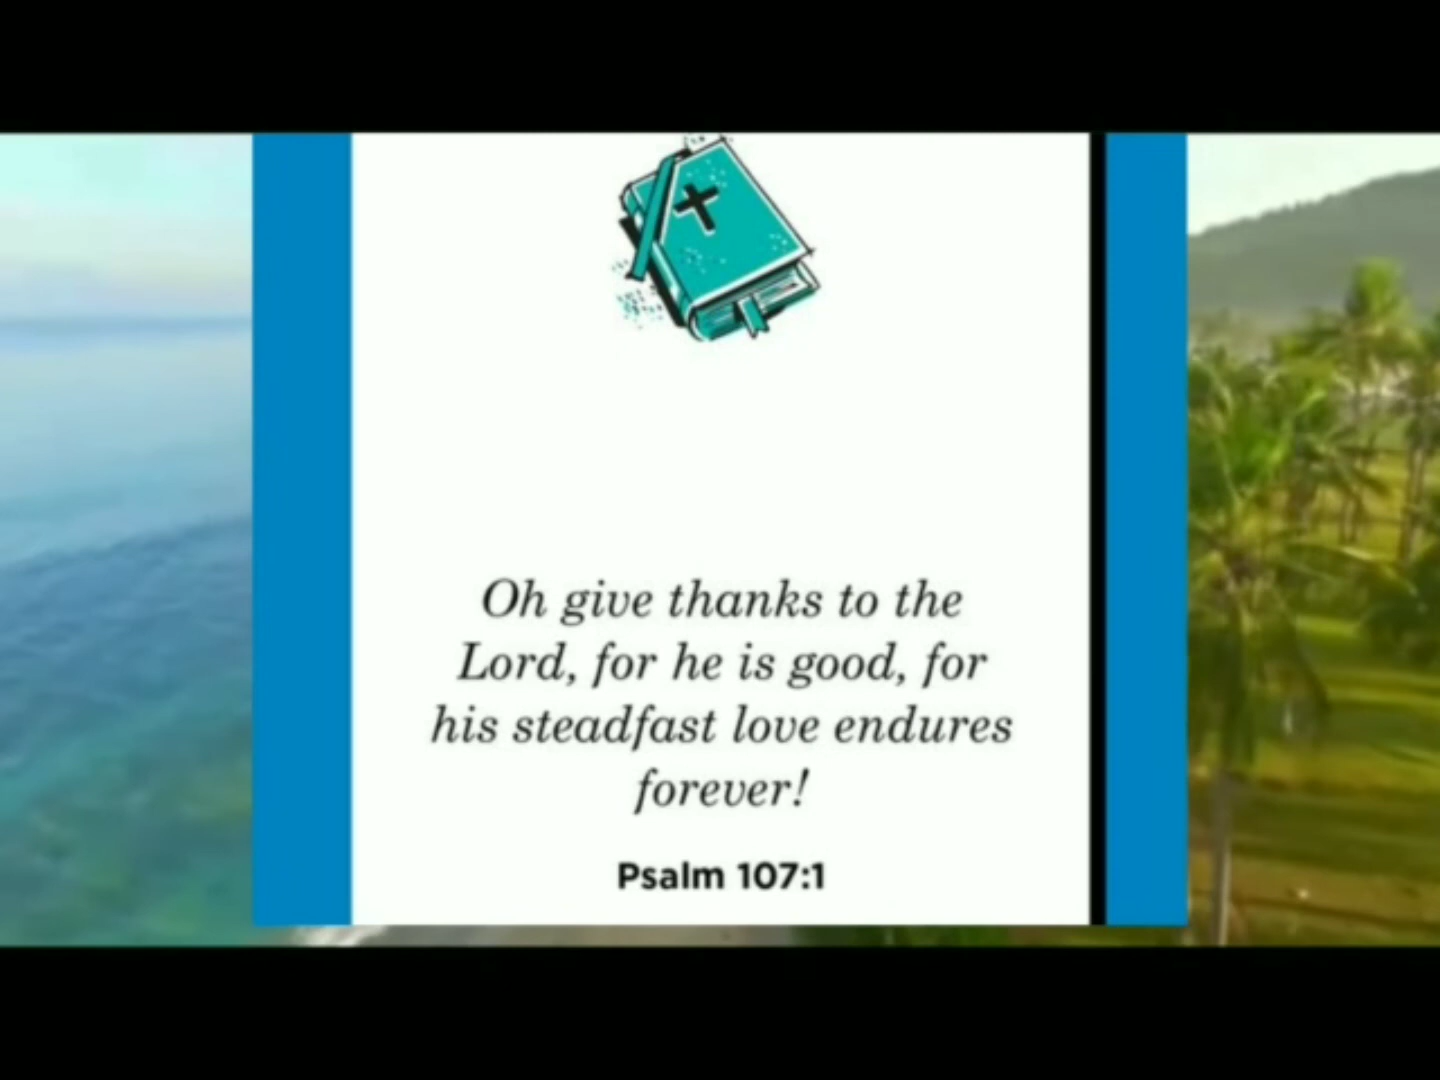 Oh give thanks to the
Lord, for he is good, for
his steadfast love endures
forever!
Psalm 107:1